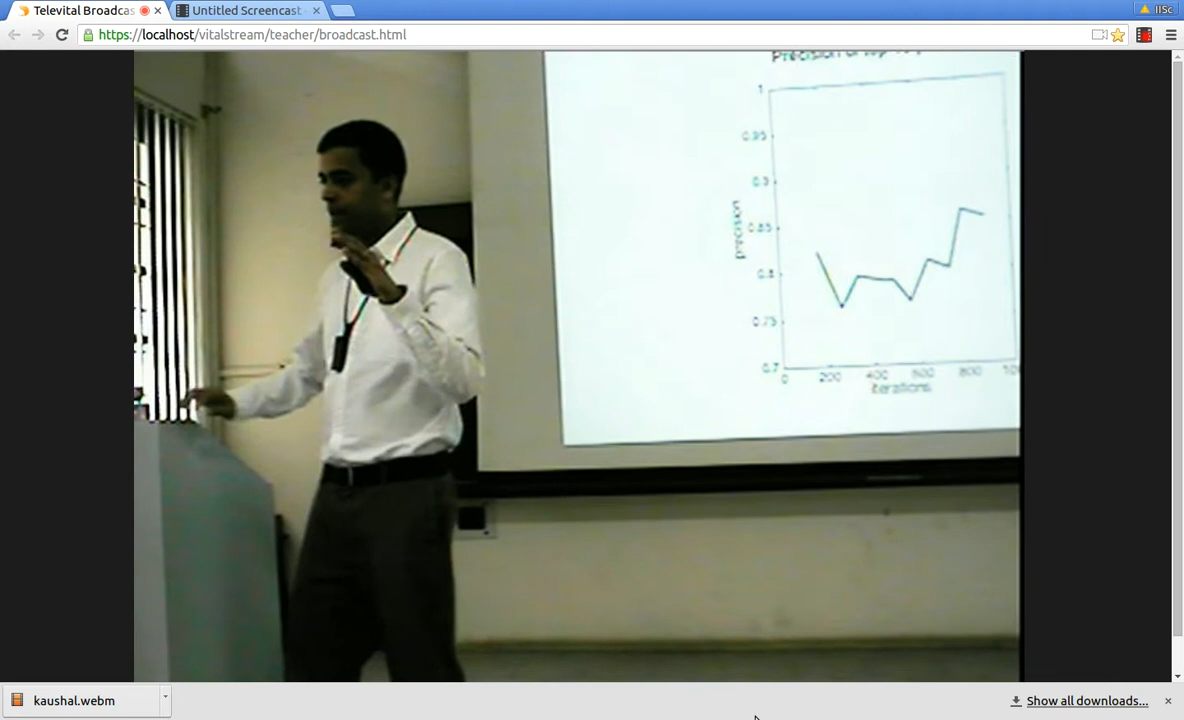 Televital Broadcas
Untitled Screencast
IISc
https://localhost/vitalstream/teacher/broadcast.html
Precision
1
0.95
0.9
0.85
0.8
0.75
0.7
precision
0 200 400 600 800
iterations
kaushal.webm
Show all downloads...